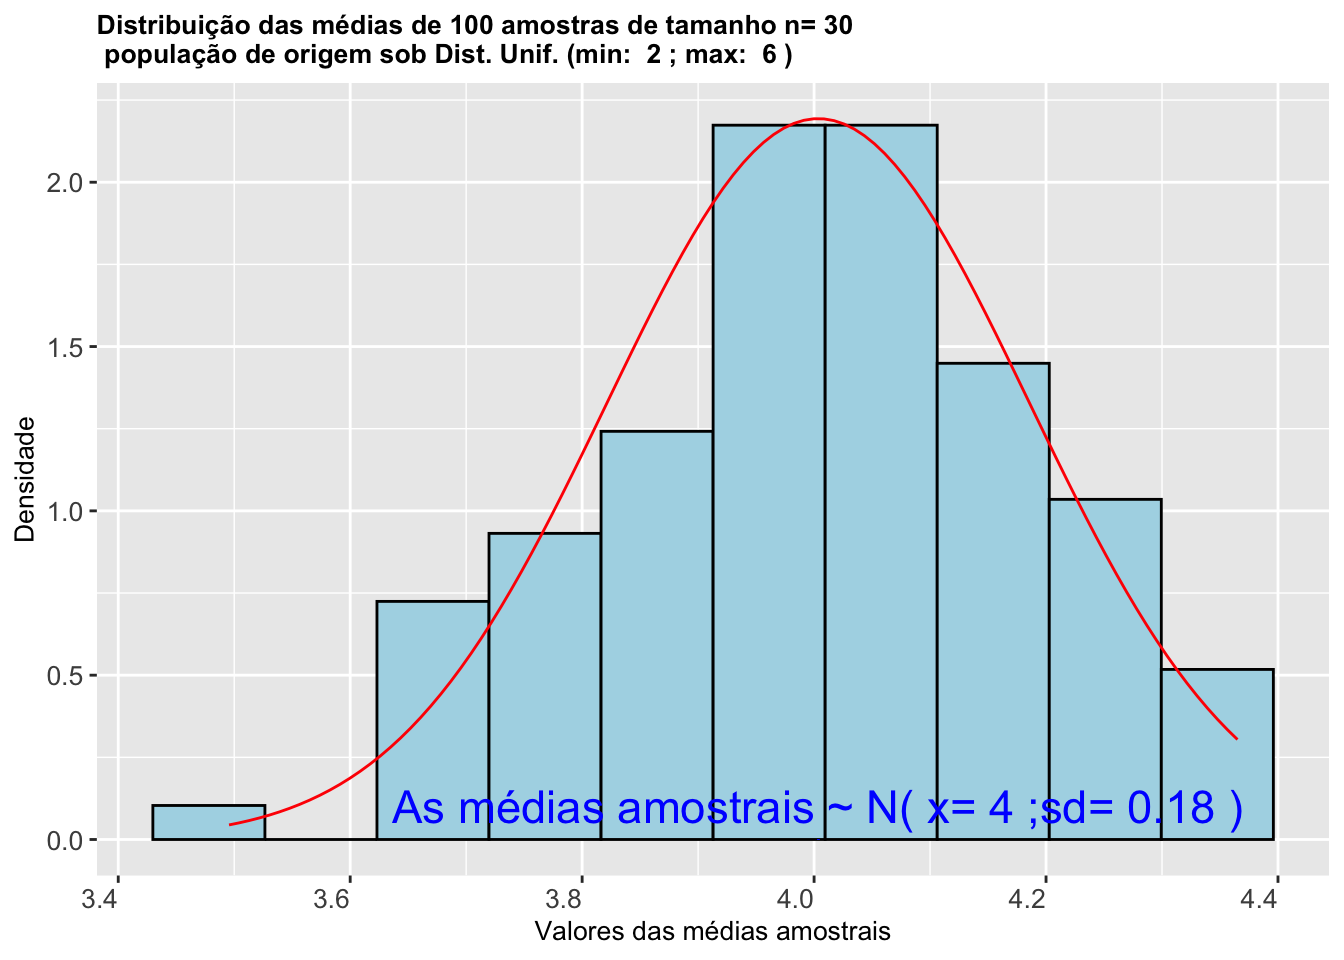 Distribuição das médias de 100 amostras de tamanho n= 30
população de origem sob Dist. Unif. (min:  2 ; max:  6 )
Densidade
2.0
1.5
1.0
0.5
0.0
As médias amostrais ~ N( x= 4 ;sd= 0.18 )
3.4 3.6 3.8 4.0 4.2 4.4
Valores das médias amostrais